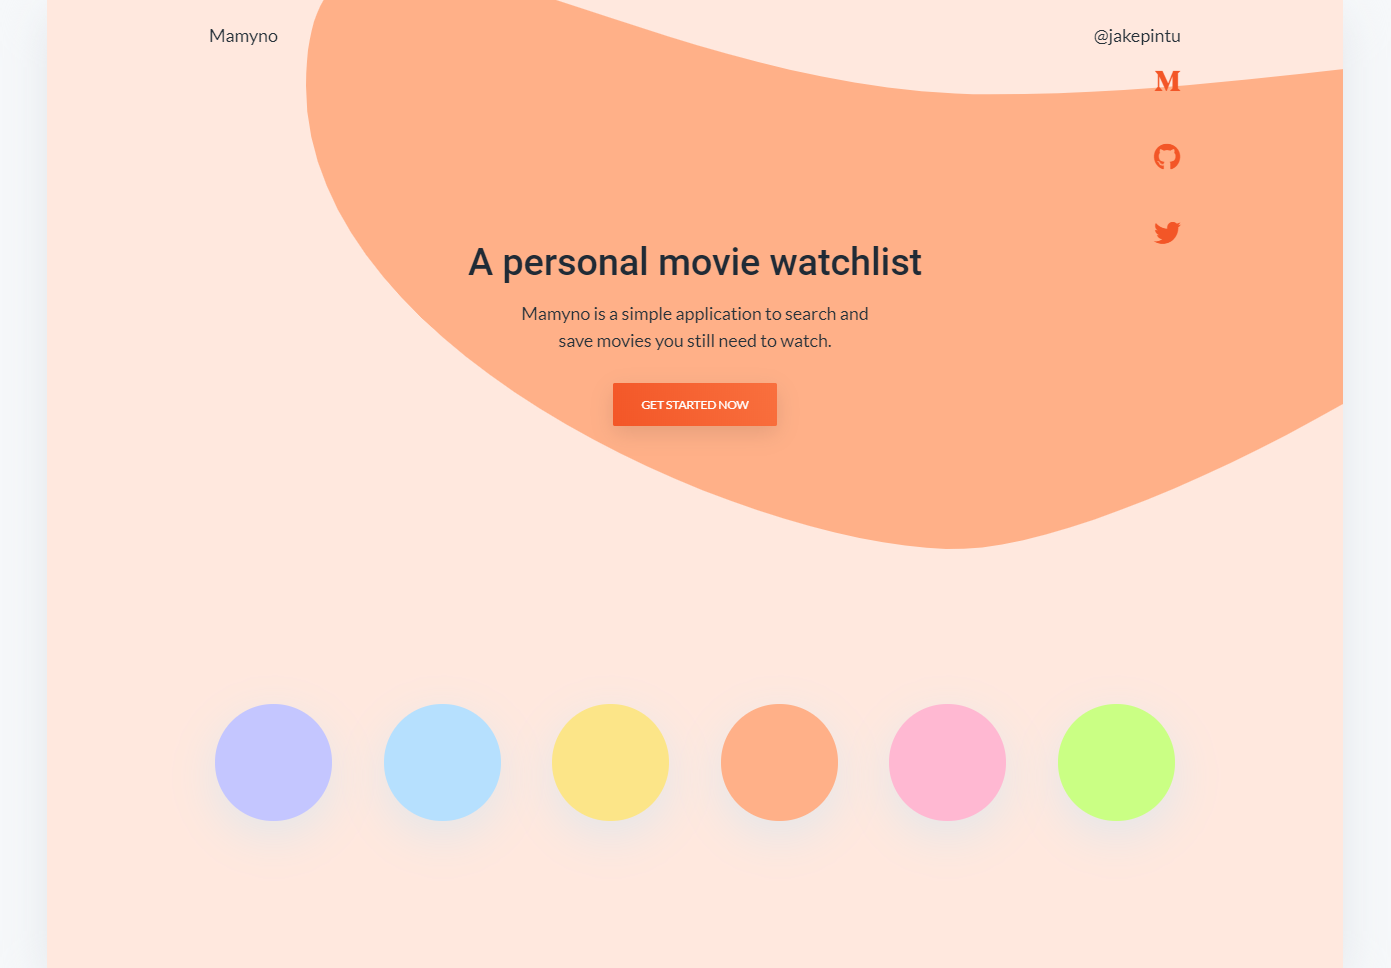 Mamyno
@jakepintu
A personal movie watchlist
Mamyno is a simple application to search and
save movies you still need to watch.
GET STARTED NOW